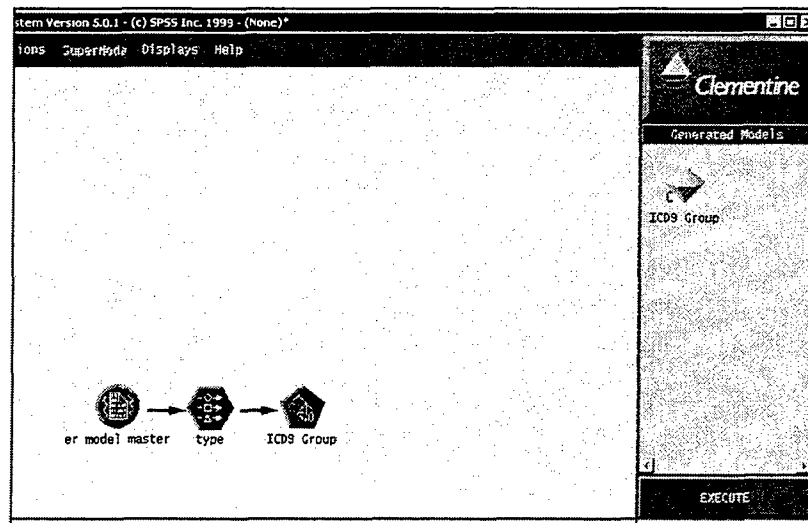 stem Version 5.0.1 - (c) SPSS Inc. 1999 - (None)*
ions SuperNode Displays Help
Clementine
Generated Models
C
ICD9 Group
er model master
type
ICD9 Group
EXECUTE